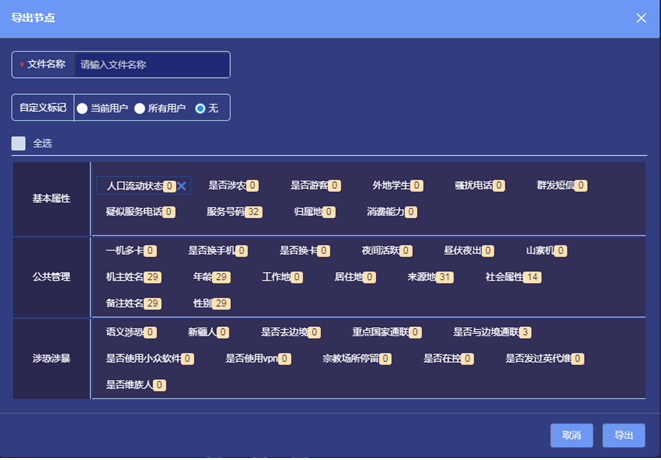 导出节点
* 文件名称 请输入文件名称
自定义标记 当前用户 所有用户 无
全选
基本属性
人口流动状态 0 是否涉农 0 是否游客 0 外地学生 0 骚扰电话 0 群发短信 0
疑似服务电话 0 服务号码 32 归属地 0 消费能力 0
公共管理
一机多卡 0 是否换手机 0 是否换卡 0 夜间活跃 0 昼伏夜出 0 山寨机 0
机主姓名 29 年龄 29 工作地 0 居住地 0 来源地 31 社会属性 14
备注姓名 29 性别 29
涉恐涉暴
语义涉恐 0 新疆人 0 是否去边境 0 重点国家通联 0 是否与边境通联 3
是否使用小众软件 0 是否使用vpn 0 宗教场所停留 0 是否在控 0 是否发过英代维 0
是否维族人 0
取消 导出